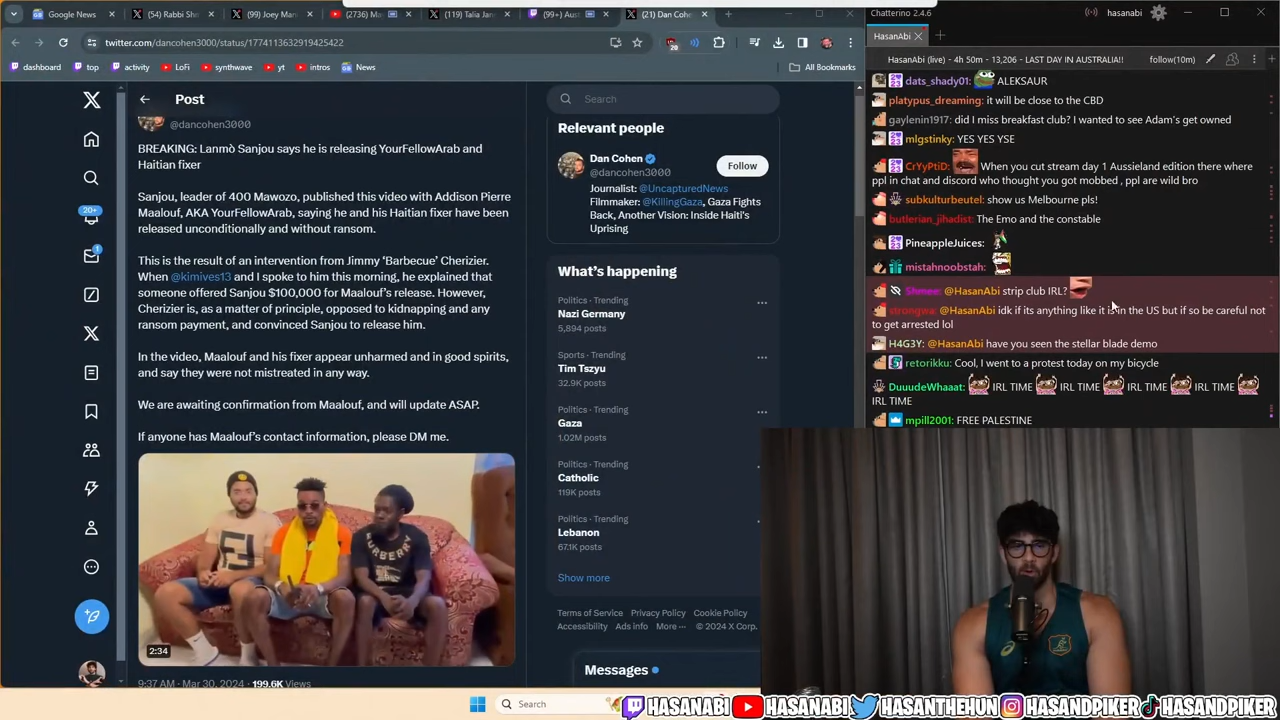 Google News
(54) Rabbi Shr
(99) Joey Man
(2736) Ma
(119) Talia Jan
(99+) Aust
(21) Dan Cohe
Chatterino 2.4.6
hasanabi
twitter.com/dancohen3000/status/1774113632919425422
20
HasanAbi
dashboard
top
activity
LoFi
synthwave
yt
intros
News
All Bookmarks
HasanAbi (live) - 4h 50m - 13,206 - LAST DAY IN AUSTRALIA!!
follow(10m)
Post
@dancohen3000
BREAKING:
njou says he is releasing YourFellowArab and
Haitian fixer
Sanjou, leader of 400 Mawozo, published this video with Addison Pierre
Maalouf, AKA YourFellowArab, saying he and his Haitian fixer have been
released unconditionally and without ransom.
This is the result of an intervention from Jimmy ‘Barbecue’ Cherizier.
When @kimives13 and I spoke to him this morning, he explained that
someone offered Sanjou $100,000 for Maalouf's release. However,
Cherizier is, as a matter of principle, opposed to kidnapping and any
ransom payment, and convinced Sanjou to release him.
In the video, Maalouf and his fixer appear unharmed and in good spirits,
and say they were not mistreated in any way.
We are awaiting confirmation from Maalouf, and will update ASAP.
If anyone has Maalouf's contact information, please DM me.
2:34
9:37 AM · Mar 30, 2024 · 199.6K Views
20+
1
Search
Relevant people
Dan Cohen
@dancohen3000
Follow
Journalist: @UncapturedNews
Filmmaker: @KillingGaza, Gaza Fights
Back, Another Vision: Inside Haiti's
Uprising
What's happening
Politics · Trending
Nazi Germany
5,894 posts
Sports · Trending
Tim Tszyu
32.9K posts
Politics · Trending
Gaza
1.02M posts
Politics · Trending
Catholic
119K posts
Politics · Trending
Lebanon
67.1K posts
Show more
Terms of Service Privacy Policy Cookie Policy
Accessibility Ads info More ··· © 2024 X Corp.
Messages
dats_shady01: ALEKSAUR
platypus_dreaming: it will be close to the CBD
gaylenin1917: did I miss breakfast club? I wanted to see Adam's get owned
mlgstinky: YES YES YSE
CrYyPtiD: When you cut stream day 1 Aussieland edition there where
ppl in chat and discord who thought you got mobbed , ppl are wild bro
subkulturbeutel: show us Melbourne pls!
butlerian_jihadist: The Emo and the constable
PineappleJuices:
mistahnoobstah:
Shmee: @HasanAbi strip club IRL?
strongwa: @HasanAbi idk if its anything like it is in the US but if so be careful not
to get arrested lol
H4G3Y: @HasanAbi have you seen the stellar blade demo
retorikku: Cool, I went to a protest today on my bicycle
DuuudeWhaaat: IRL TIME IRL TIME IRL TIME IRL TIME
IRL TIME
mpill2001: FREE PALESTINE
Search
HASANABI
HASANABI
HASANTHEHUN
HASANDPIKER
HASANDPIKER